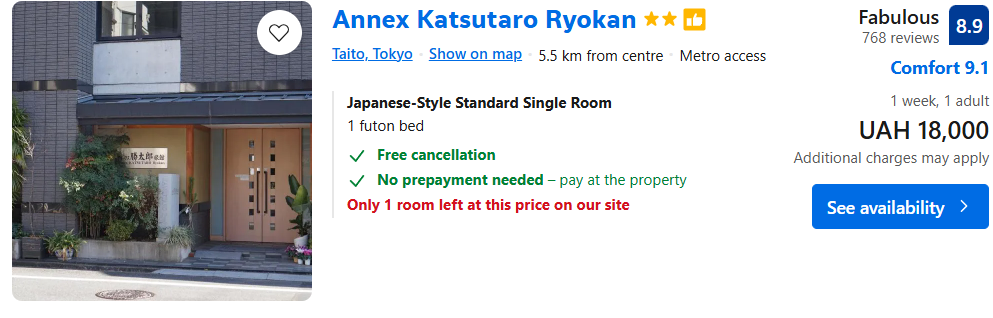 Annex Katsutaro Ryokan
Taito, Tokyo · Show on map · 5.5 km from centre · Metro access
Japanese-Style Standard Single Room
1 futon bed
Free cancellation
No prepayment needed – pay at the property
Only 1 room left at this price on our site
Fabulous
768 reviews
8.9
Comfort 9.1
1 week, 1 adult
UAH 18,000
Additional charges may apply
See availability
勝太郎